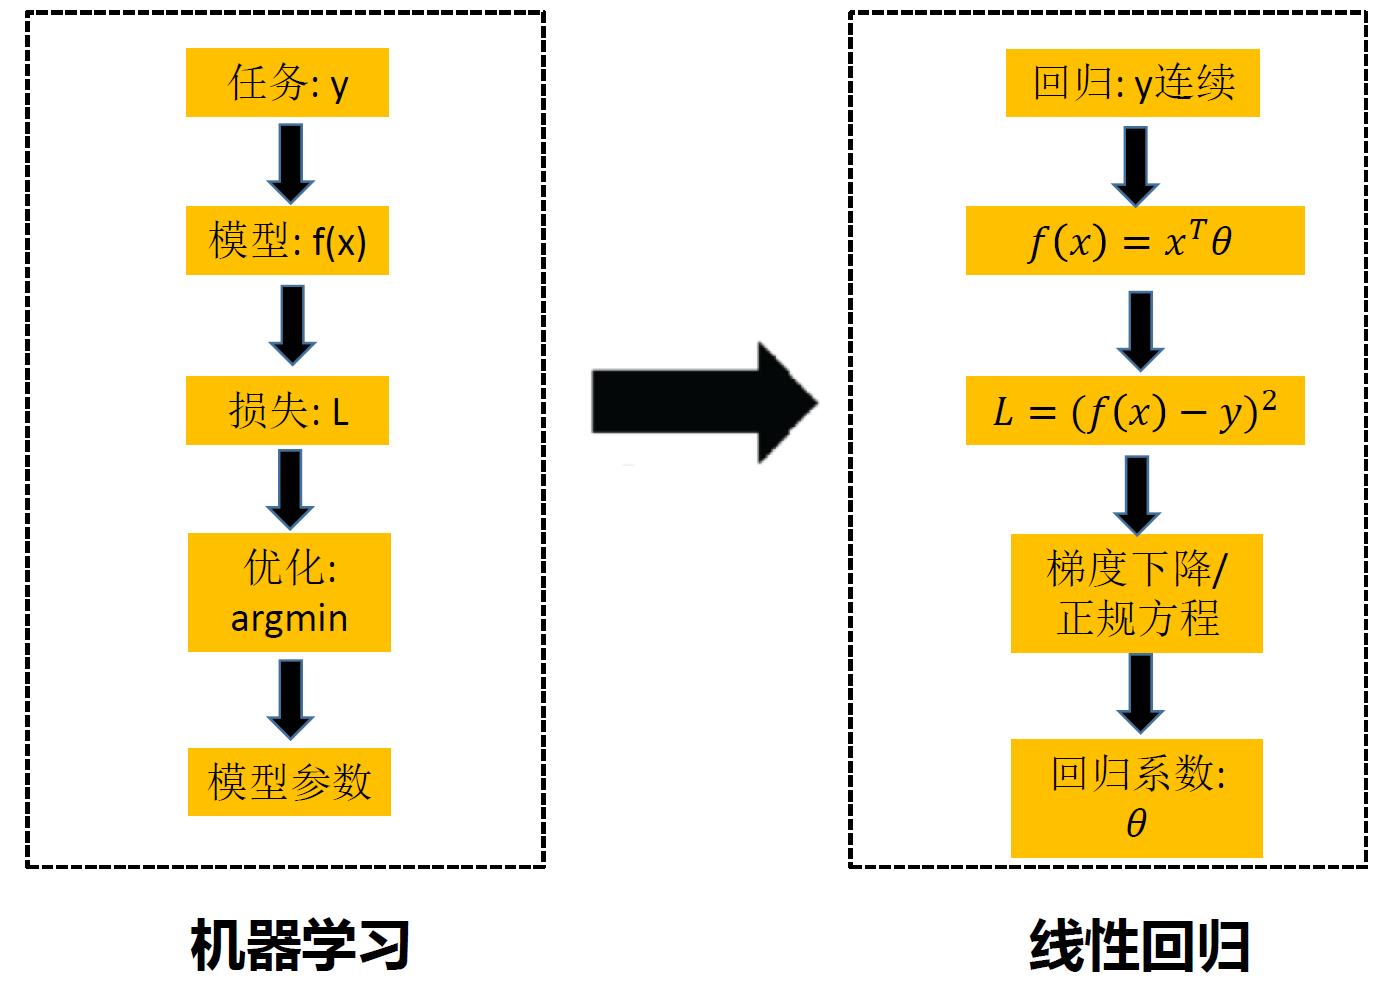 任务: y
模型: f(x)
损失: L
优化:
argmin
模型参数
机器学习
回归: y连续
f(x) = x^T θ
L = (f(x) − y)^2
梯度下降/
正规方程
回归系数:
θ
线性回归